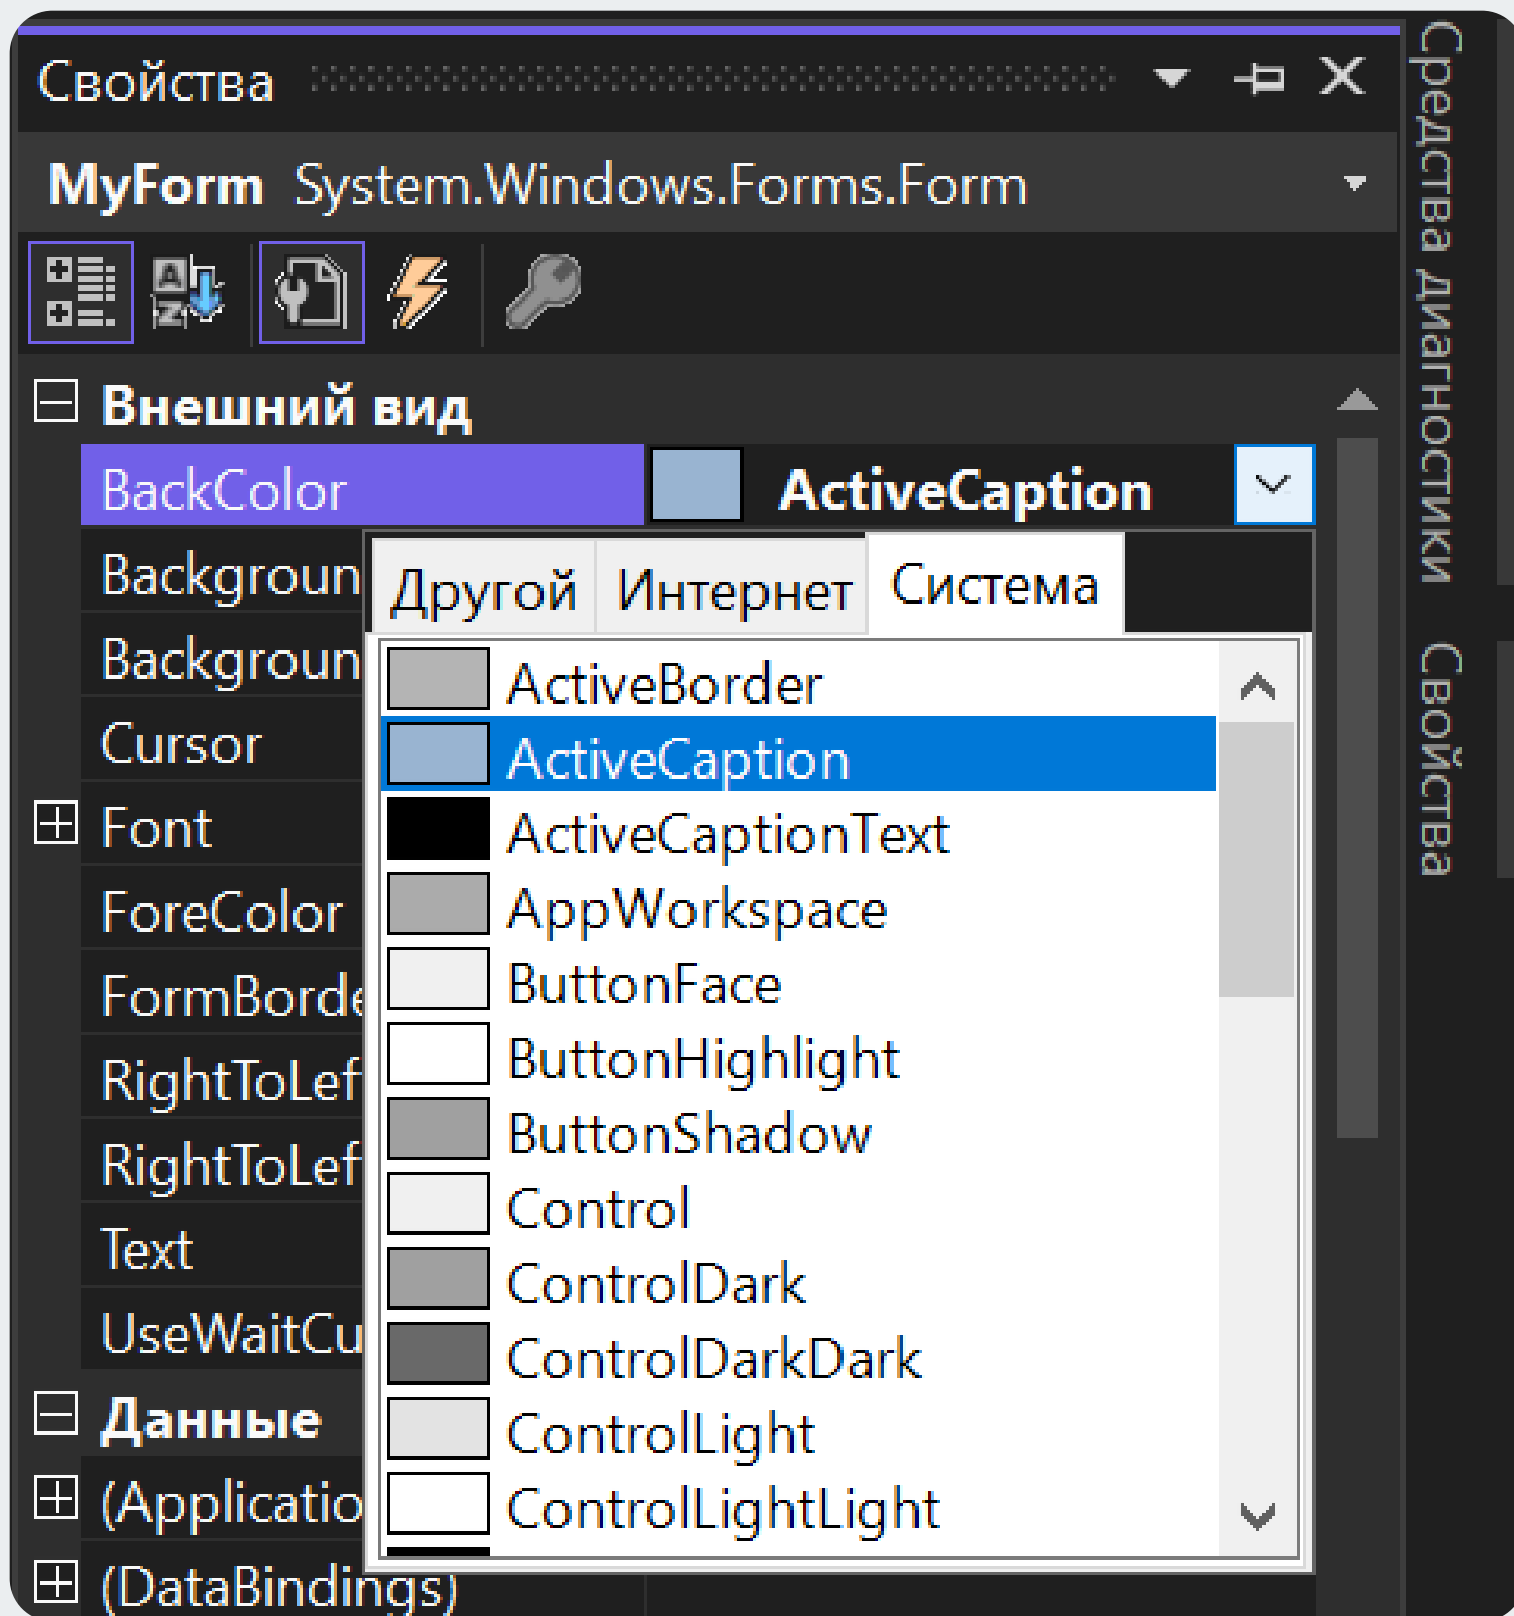 Свойства
MyForm System.Windows.Forms.Form
Внешний вид
BackColor ActiveCaption
Backgroun
Backgroun
Cursor
Font
ForeColor
FormBorde
RightToLef
RightToLef
Text
UseWaitCu
Данные
(Applicatio
(DataBindings)
Другой Интернет Система
ActiveBorder
ActiveCaption
ActiveCaptionText
AppWorkspace
ButtonFace
ButtonHighlight
ButtonShadow
Control
ControlDark
ControlDarkDark
ControlLight
ControlLightLight
Средства диагностики
Свойства